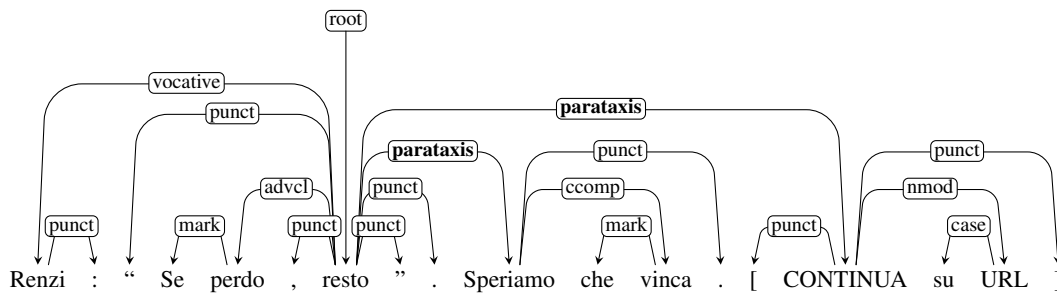 root
vocative
parataxis
punct
parataxis punct punct
advcl punct ccomp nmod
punct mark punct punct mark punct case
Renzi : “ Se perdo , resto ” . Speriamo che vinca . [ CONTINUA su URL ]